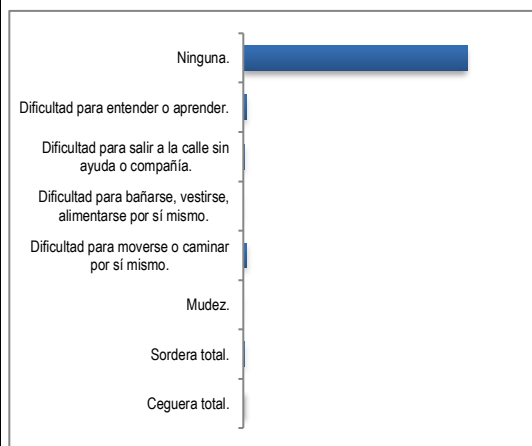 Ninguna.
Dificultad para entender o aprender.
Dificultad para salir a la calle sin
ayuda o compañía.
Dificultad para bañarse, vestirse,
alimentarse por sí mismo.
Dificultad para moverse o caminar
por sí mismo.
Mudez.
Sordera total.
Ceguera total.